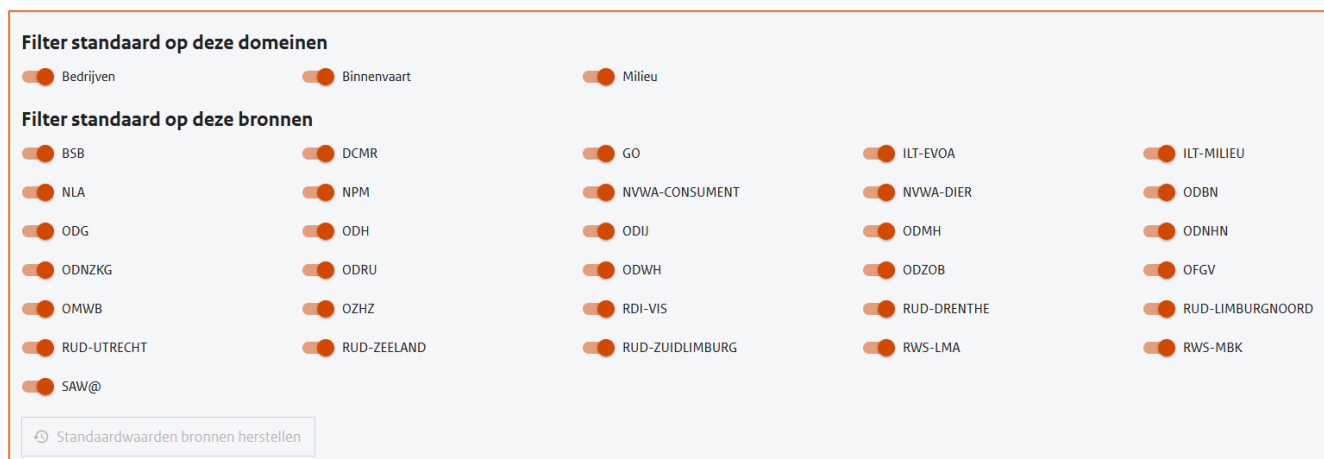 Filter standaard op deze domeinen
Bedrijven Binnenvaart Milieu
Filter standaard op deze bronnen
BSB DCMR GO ILT-EVOA ILT-MILIEU
NLA NPM NVWA-CONSUMENT NVWA-DIER ODBN
ODG ODH ODIJ ODMH ODNHN
ODNZKG ODRU ODWH ODZOB OFGV
OMWB OZHZ RDI-VIS RUD-DRENTHE RUD-LIMBURGNOORD
RUD-UTRECHT RUD-ZEELAND RUD-ZUIDLIMBURG RWS-LMA RWS-MBK
SAW@
Standaardwaarden bronnen herstellen